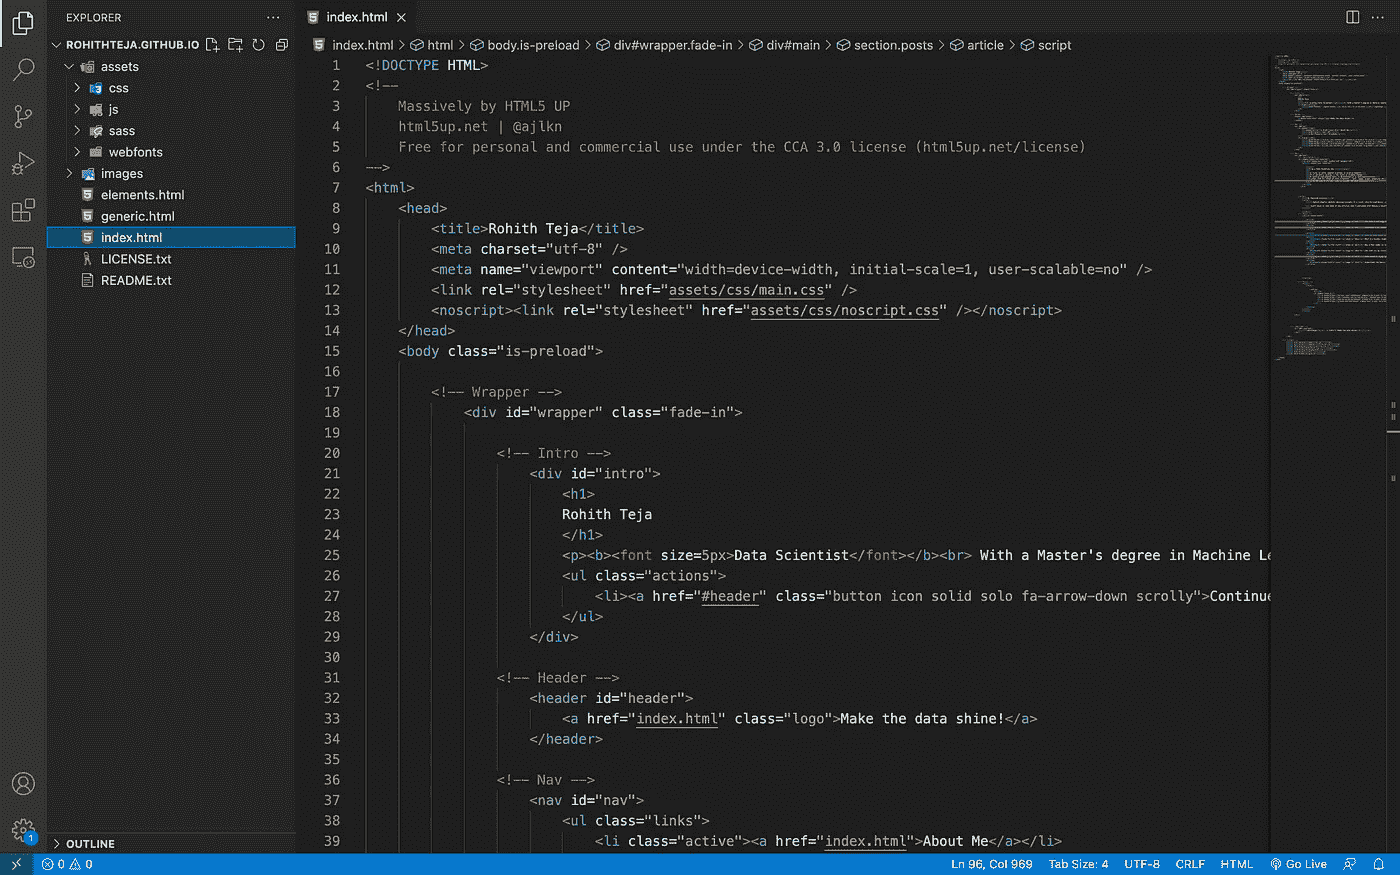 EXPLORER
index.html
ROHITHTEJA.GITHUB.IO
assets
css
js
sass
webfonts
images
elements.html
generic.html
index.html
LICENSE.txt
README.txt
OUTLINE
index.html > html > body.is-preload > div#wrapper.fade-in > div#main > section.posts > article > script
1 <!DOCTYPE HTML>
2 <!--
3 Massively by HTML5 UP
4 html5up.net | @ajlkn
5 Free for personal and commercial use under the CCA 3.0 license (html5up.net/license)
6 -->
7 <html>
8 <head>
9 <title>Rohith Teja</title>
10 <meta charset="utf-8" />
11 <meta name="viewport" content="width=device-width, initial-scale=1, user-scalable=no" />
12 <link rel="stylesheet" href="assets/css/main.css" />
13 <noscript><link rel="stylesheet" href="assets/css/noscript.css" /></noscript>
14 </head>
15 <body class="is-preload">
16
17 <!-- Wrapper -->
18 <div id="wrapper" class="fade-in">
19
20 <!-- Intro -->
21 <div id="intro">
22 <h1>
23 Rohith Teja
24 </h1>
25 <p><b><font size=5px>Data Scientist</font></b><br> With a Master's degree in Machine Le
26 <ul class="actions">
27 <li><a href="#header" class="button icon solid solo fa-arrow-down scrolly">Continue
28 </ul>
29 </div>
30
31 <!-- Header -->
32 <header id="header">
33 <a href="index.html" class="logo">Make the data shine!</a>
34 </header>
35
36 <!-- Nav -->
37 <nav id="nav">
38 <ul class="links">
39 <li class="active"><a href="index.html">About Me</a></li>
1
0 0 Ln 96, Col 969 Tab Size: 4 UTF-8 CRLF HTML Go Live